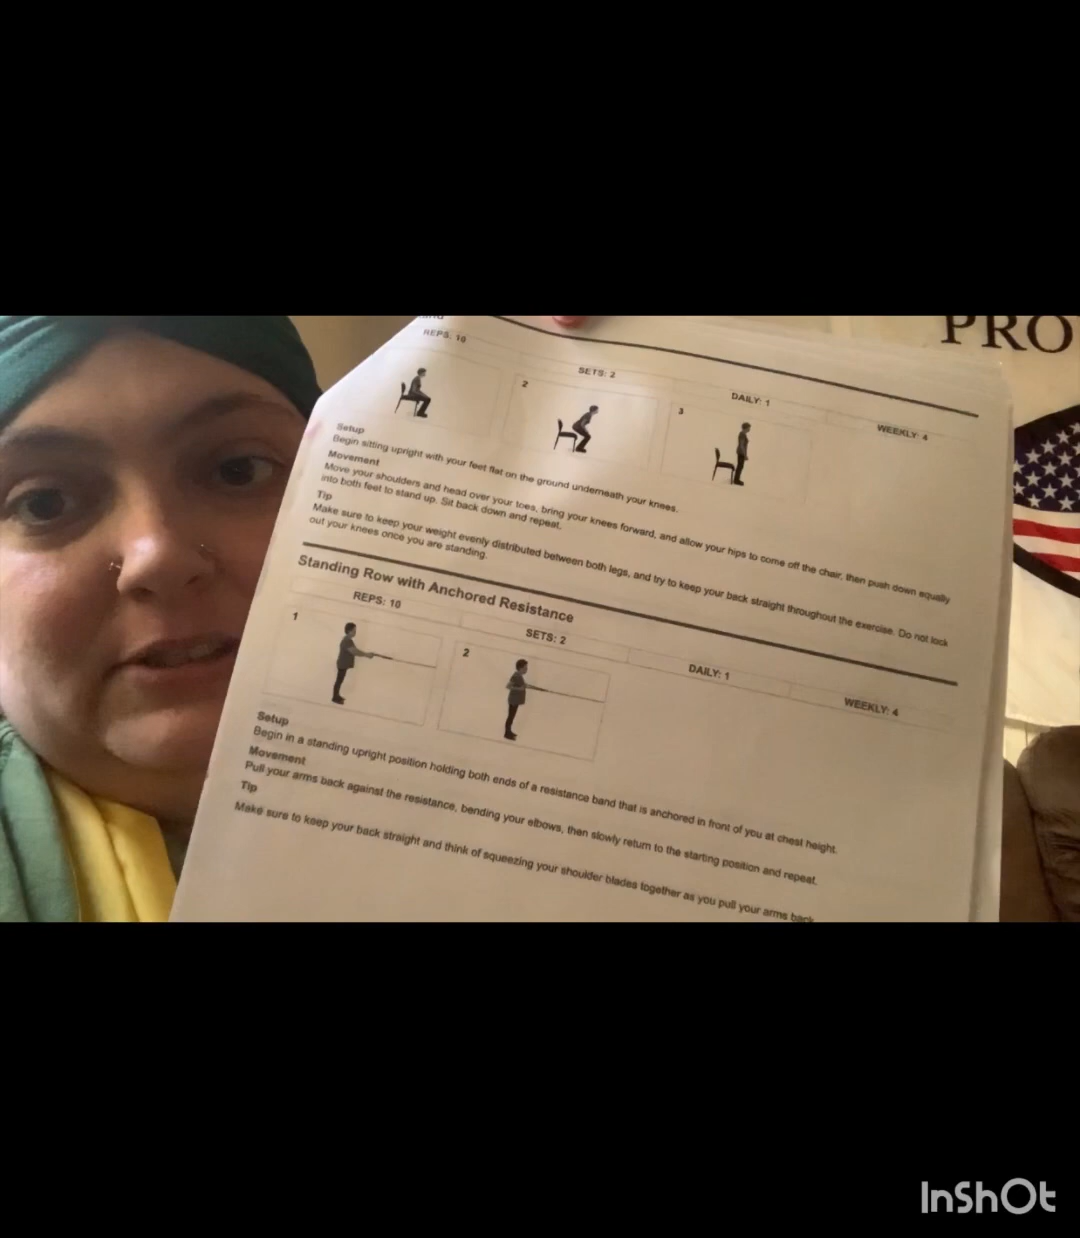 PRO
REPS: 10 SETS: 2 DAILY: 1 WEEKLY: 4
2 3
Setup
Begin sitting upright with your feet flat on the ground underneath your knees.
Movement
Move your shoulders and head over your toes, bring your knees forward, and allow your hips to come off the chair, then push down equally
into both feet to stand up. Sit back down and repeat.
Tip
Make sure to keep your weight evenly distributed between both legs, and try to keep your back straight throughout the exercise. Do not lock
out your knees once you are standing.
Standing Row with Anchored Resistance
REPS: 10 SETS: 2 DAILY: 1 WEEKLY: 4
1 2
Setup
Begin in a standing upright position holding both ends of a resistance band that is anchored in front of you at chest height.
Movement
Pull your arms back against the resistance, bending your elbows, then slowly return to the starting position and repeat.
Tip
Make sure to keep your back straight and think of squeezing your shoulder blades together as you pull your arms back
InShOt